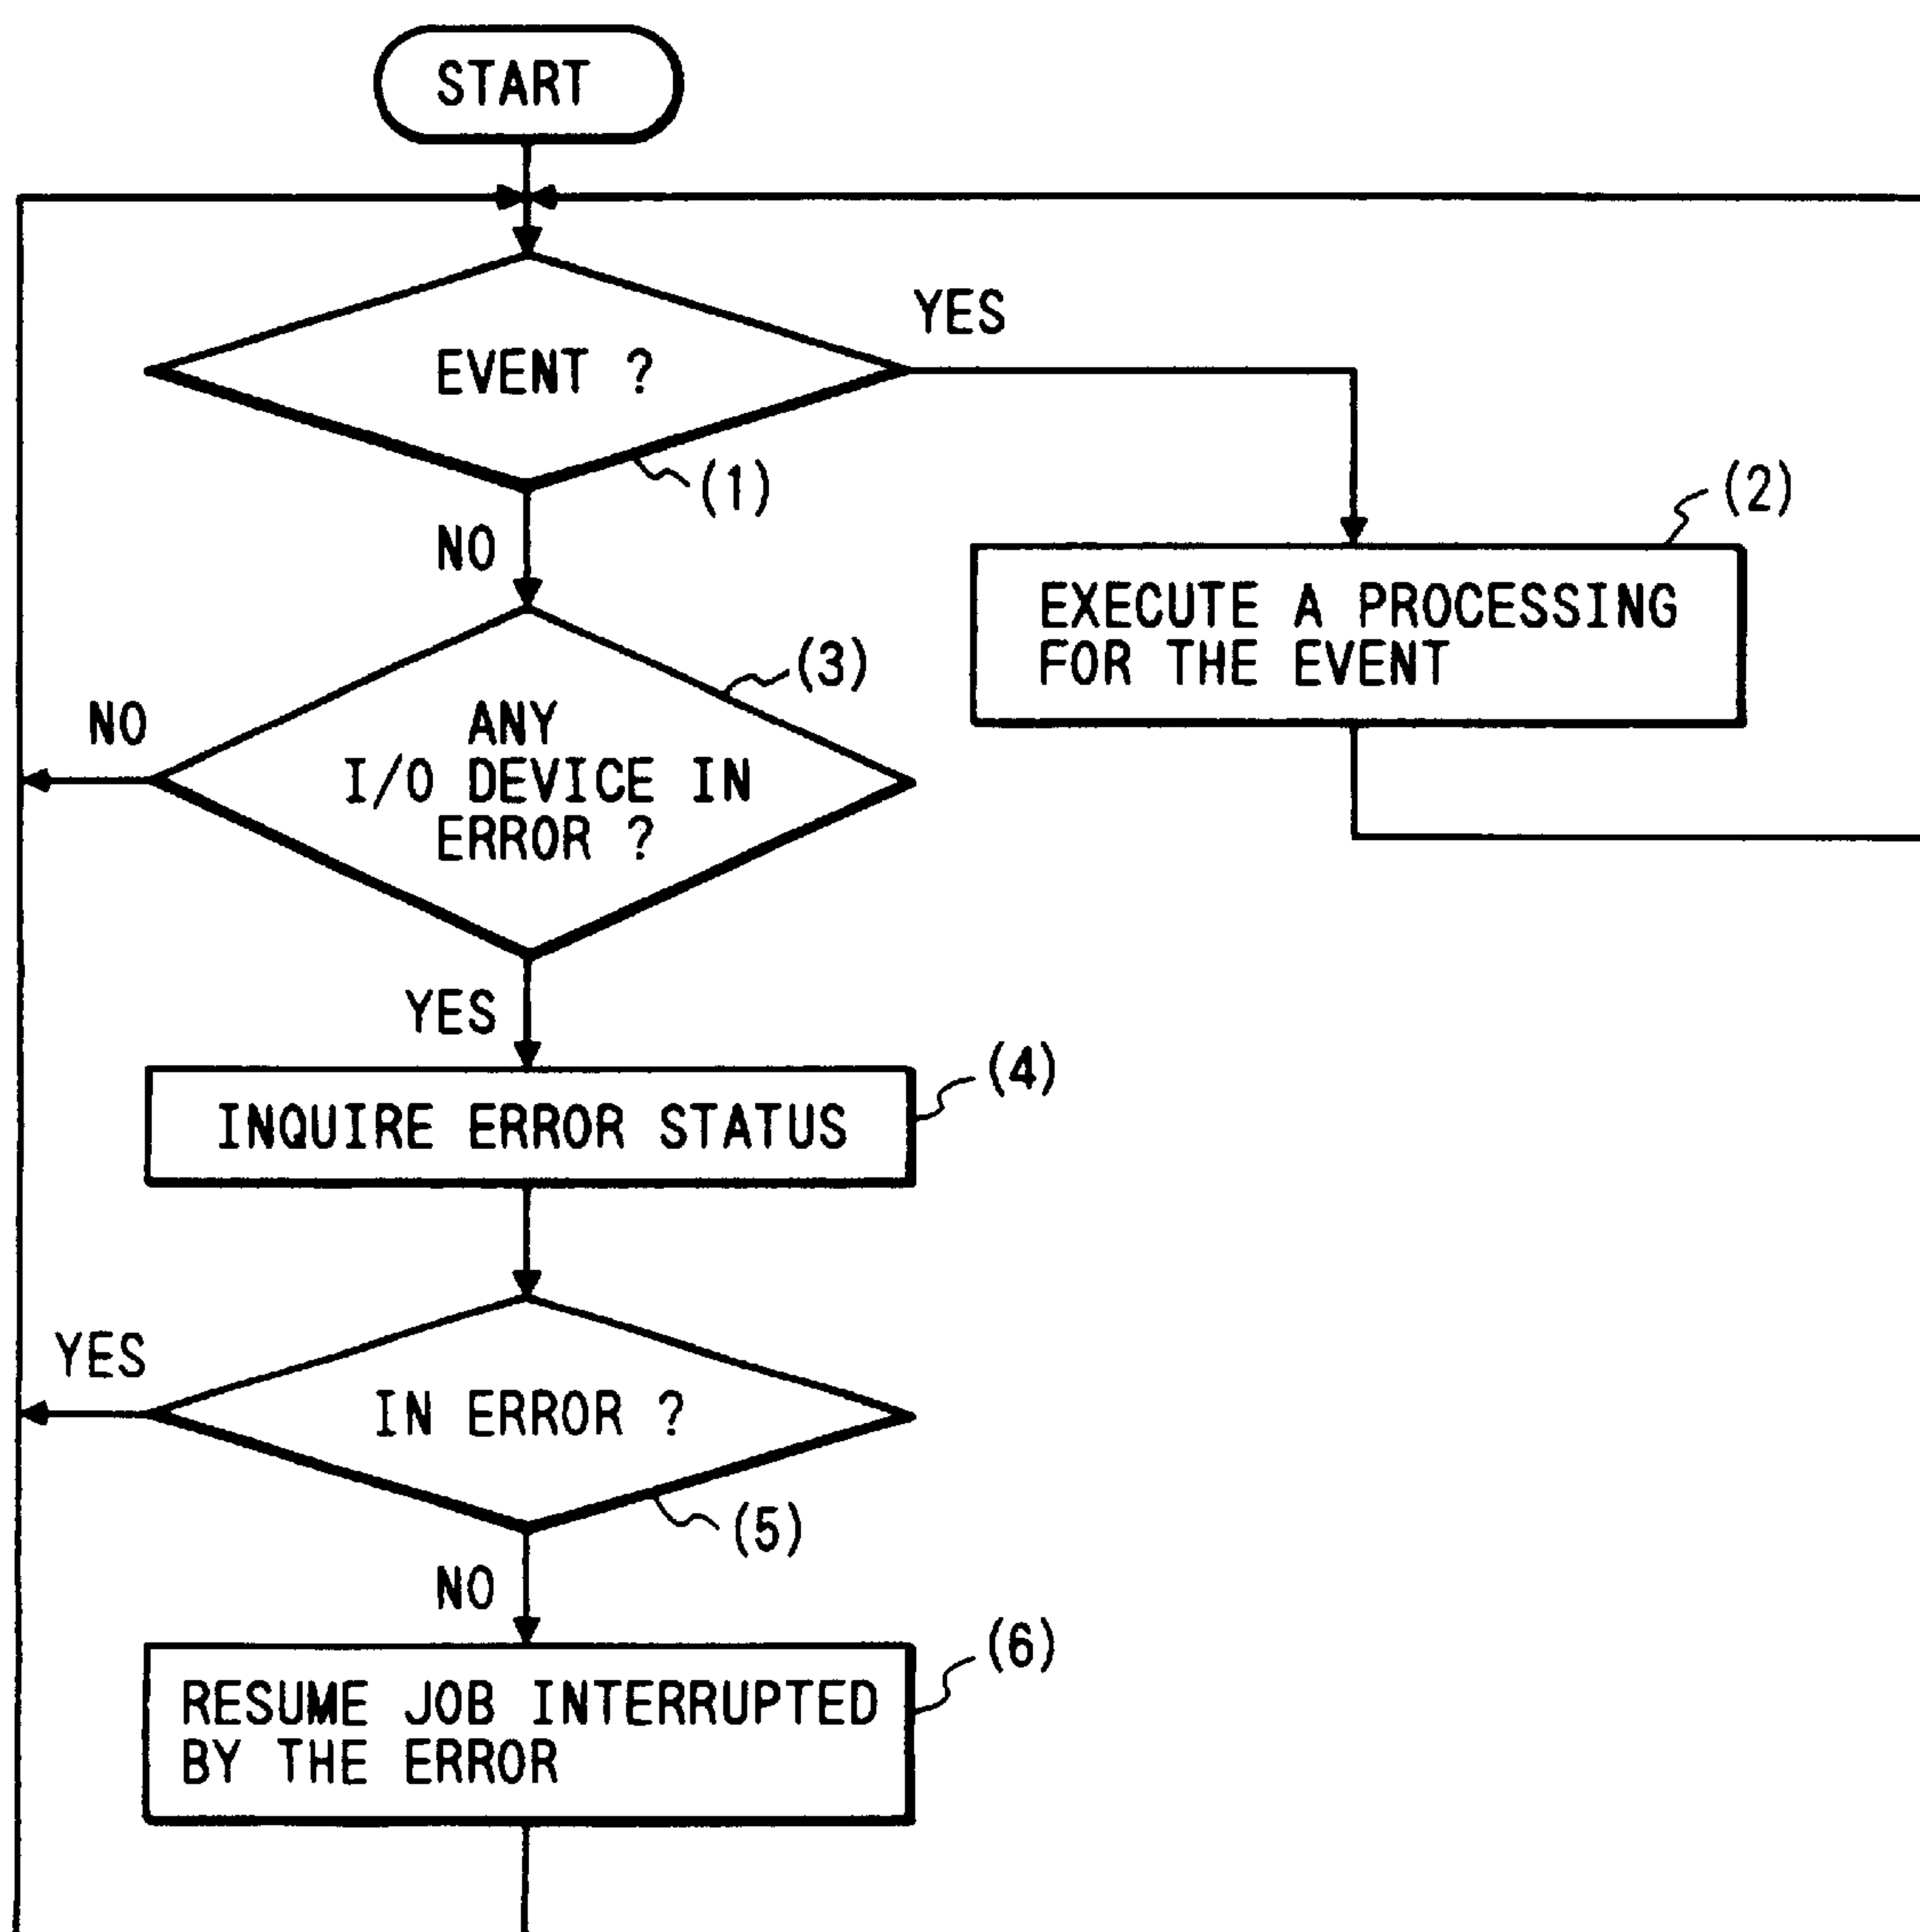 START
EVENT ?
YES
(1)
NO
(2)
EXECUTE A PROCESSING
FOR THE EVENT
(3)
NO
ANY
I/O DEVICE IN
ERROR ?
YES
(4)
INQUIRE ERROR STATUS
YES
IN ERROR ?
(5)
NO
(6)
RESUME JOB INTERRUPTED
BY THE ERROR